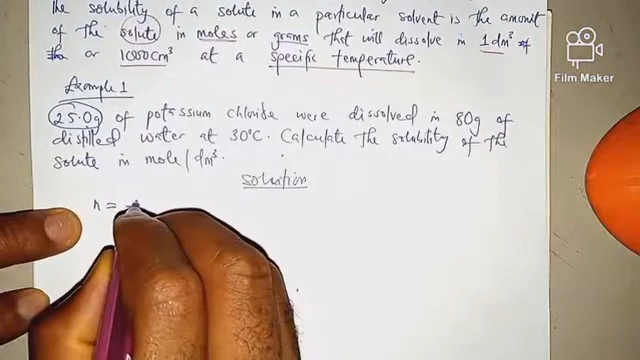 the solubility of a solute in a particular solvent is the amount
of the solute in moles or grams that will dissolve in 1dm³ of
or 1000cm³ at a specific temperature.
Example 1
25.0g of potassium chloride were dissolved in 80g of
distilled water at 30°C. Calculate the solubility of the
solute in mole/dm³.
solution
n =
Film Maker